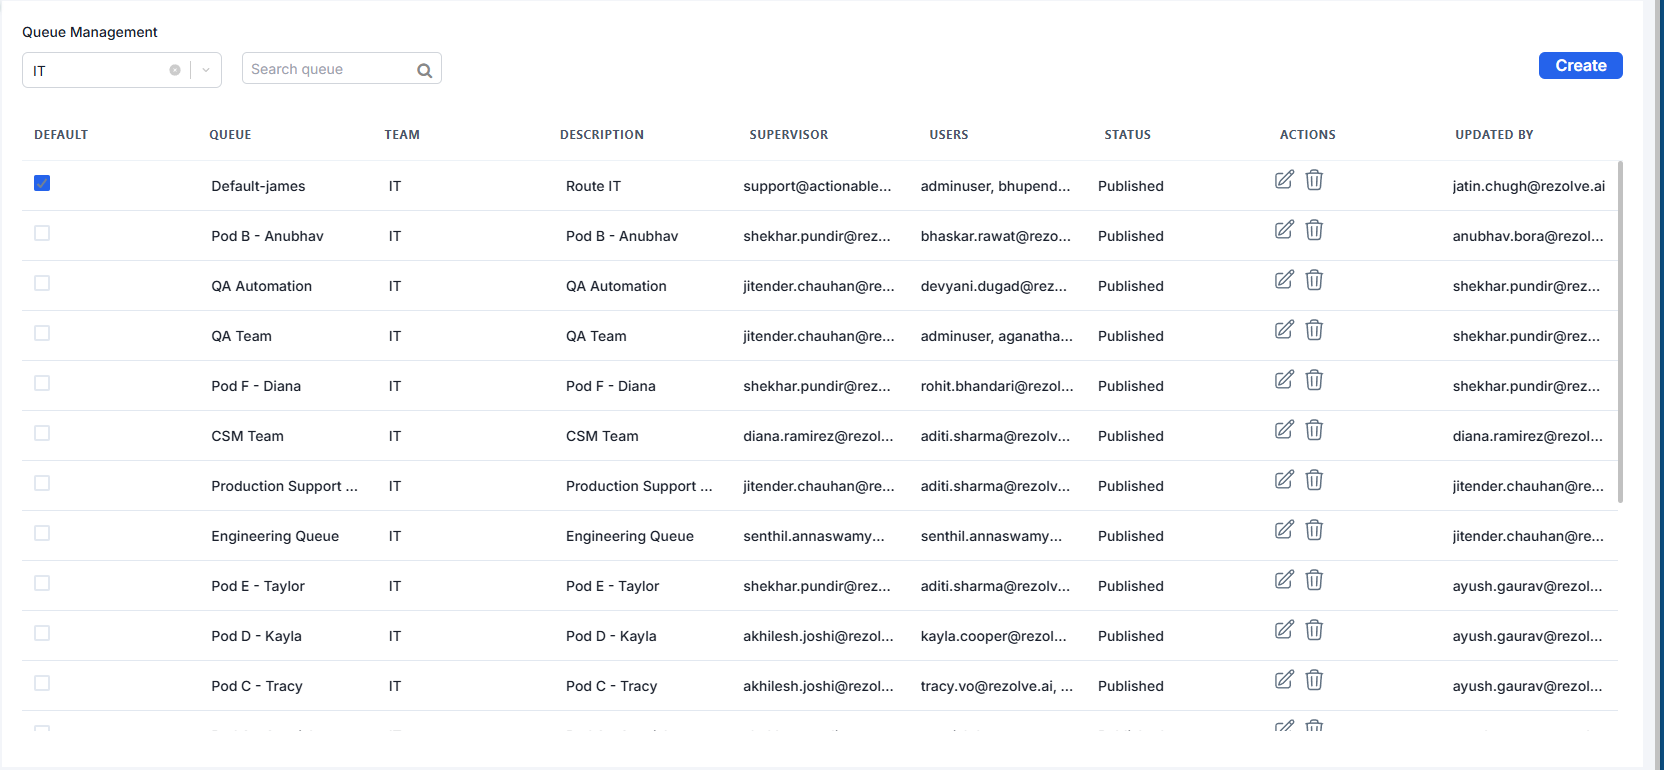 Queue Management
IT
Search queue
Create
DEFAULT QUEUE TEAM DESCRIPTION SUPERVISOR USERS STATUS ACTIONS UPDATED BY
Default-james IT Route IT support@actionable... adminuser, bhupend... Published jatin.chugh@rezolve.ai
Pod B - Anubhav IT Pod B - Anubhav shekhar.pundir@rez... bhaskar.rawat@rezo... Published anubhav.bora@rezol...
QA Automation IT QA Automation jitender.chauhan@re... devyani.dugad@rez... Published shekhar.pundir@rez...
QA Team IT QA Team jitender.chauhan@re... adminuser, aganatha... Published shekhar.pundir@rez...
Pod F - Diana IT Pod F - Diana shekhar.pundir@rez... rohit.bhandari@rezol... Published shekhar.pundir@rez...
CSM Team IT CSM Team diana.ramirez@rezol... aditi.sharma@rezolv... Published diana.ramirez@rezol...
Production Support ... IT Production Support ... jitender.chauhan@re... aditi.sharma@rezolv... Published jitender.chauhan@re...
Engineering Queue IT Engineering Queue senthil.annaswamy... senthil.annaswamy... Published jitender.chauhan@re...
Pod E - Taylor IT Pod E - Taylor shekhar.pundir@rez... aditi.sharma@rezolv... Published ayush.gaurav@rezol...
Pod D - Kayla IT Pod D - Kayla akhilesh.joshi@rezol... kayla.cooper@rezol... Published ayush.gaurav@rezol...
Pod C - Tracy IT Pod C - Tracy akhilesh.joshi@rezol... tracy.vo@rezolve.ai, ... Published ayush.gaurav@rezol...